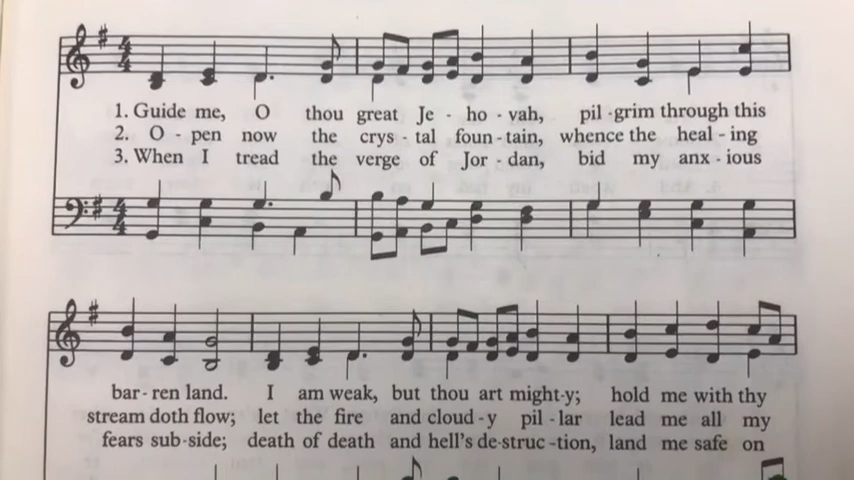 1. Guide me, O thou great Je - ho - vah, pil - grim through this
2. O - pen now the crys - tal foun - tain, whence the heal - ing
3. When I tread the verge of Jor - dan, bid my anx - ious
bar - ren land. I am weak, but thou art might - y; hold me with thy
stream doth flow; let the fire and cloud - y pil - lar lead me all my
fears sub - side; death of death and hell's de - struc - tion, land me safe on